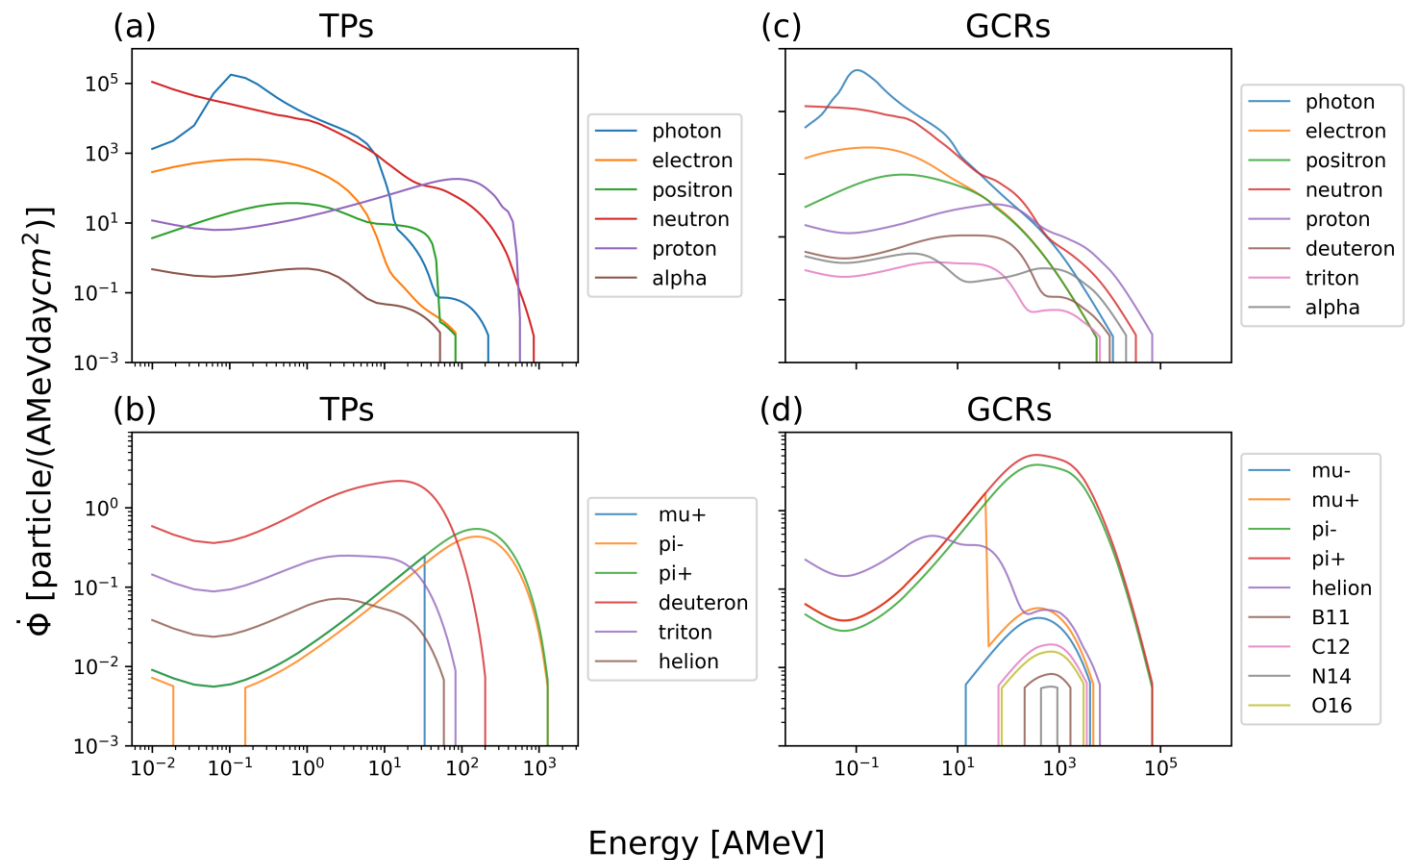 (a) TPs
10^5
10^3
10^1
10^−1
10^−3
photon
electron
positron
neutron
proton
alpha
(c) GCRs
photon
electron
positron
neutron
proton
deuteron
triton
alpha
Φ̇ [particle/(AMeVdaycm^2)]
(b) TPs
10^0
10^−1
10^−2
10^−3
10^−2 10^−1 10^0 10^1 10^2 10^3
mu+
pi-
pi+
deuteron
triton
helion
(d) GCRs
10^−1 10^1 10^3 10^5
mu-
mu+
pi-
pi+
helion
B11
C12
N14
O16
Energy [AMeV]